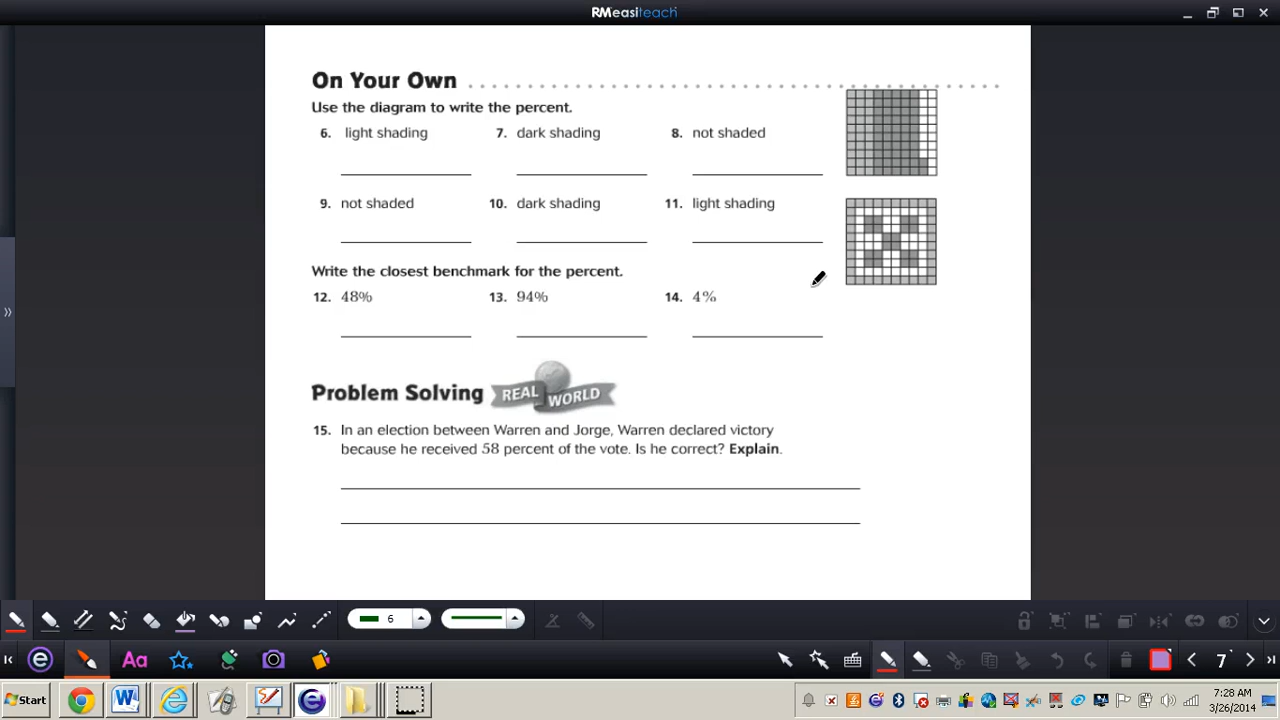 RMeasiteach
On Your Own
Use the diagram to write the percent.
6. light shading
7. dark shading
8. not shaded
9. not shaded
10. dark shading
11. light shading
Write the closest benchmark for the percent.
12. 48%
13. 94%
14. 4%
Problem Solving REAL WORLD
15. In an election between Warren and Jorge, Warren declared victory
because he received 58 percent of the vote. Is he correct? Explain.
6
Aa
7
Start
7:28 AM
3/26/2014